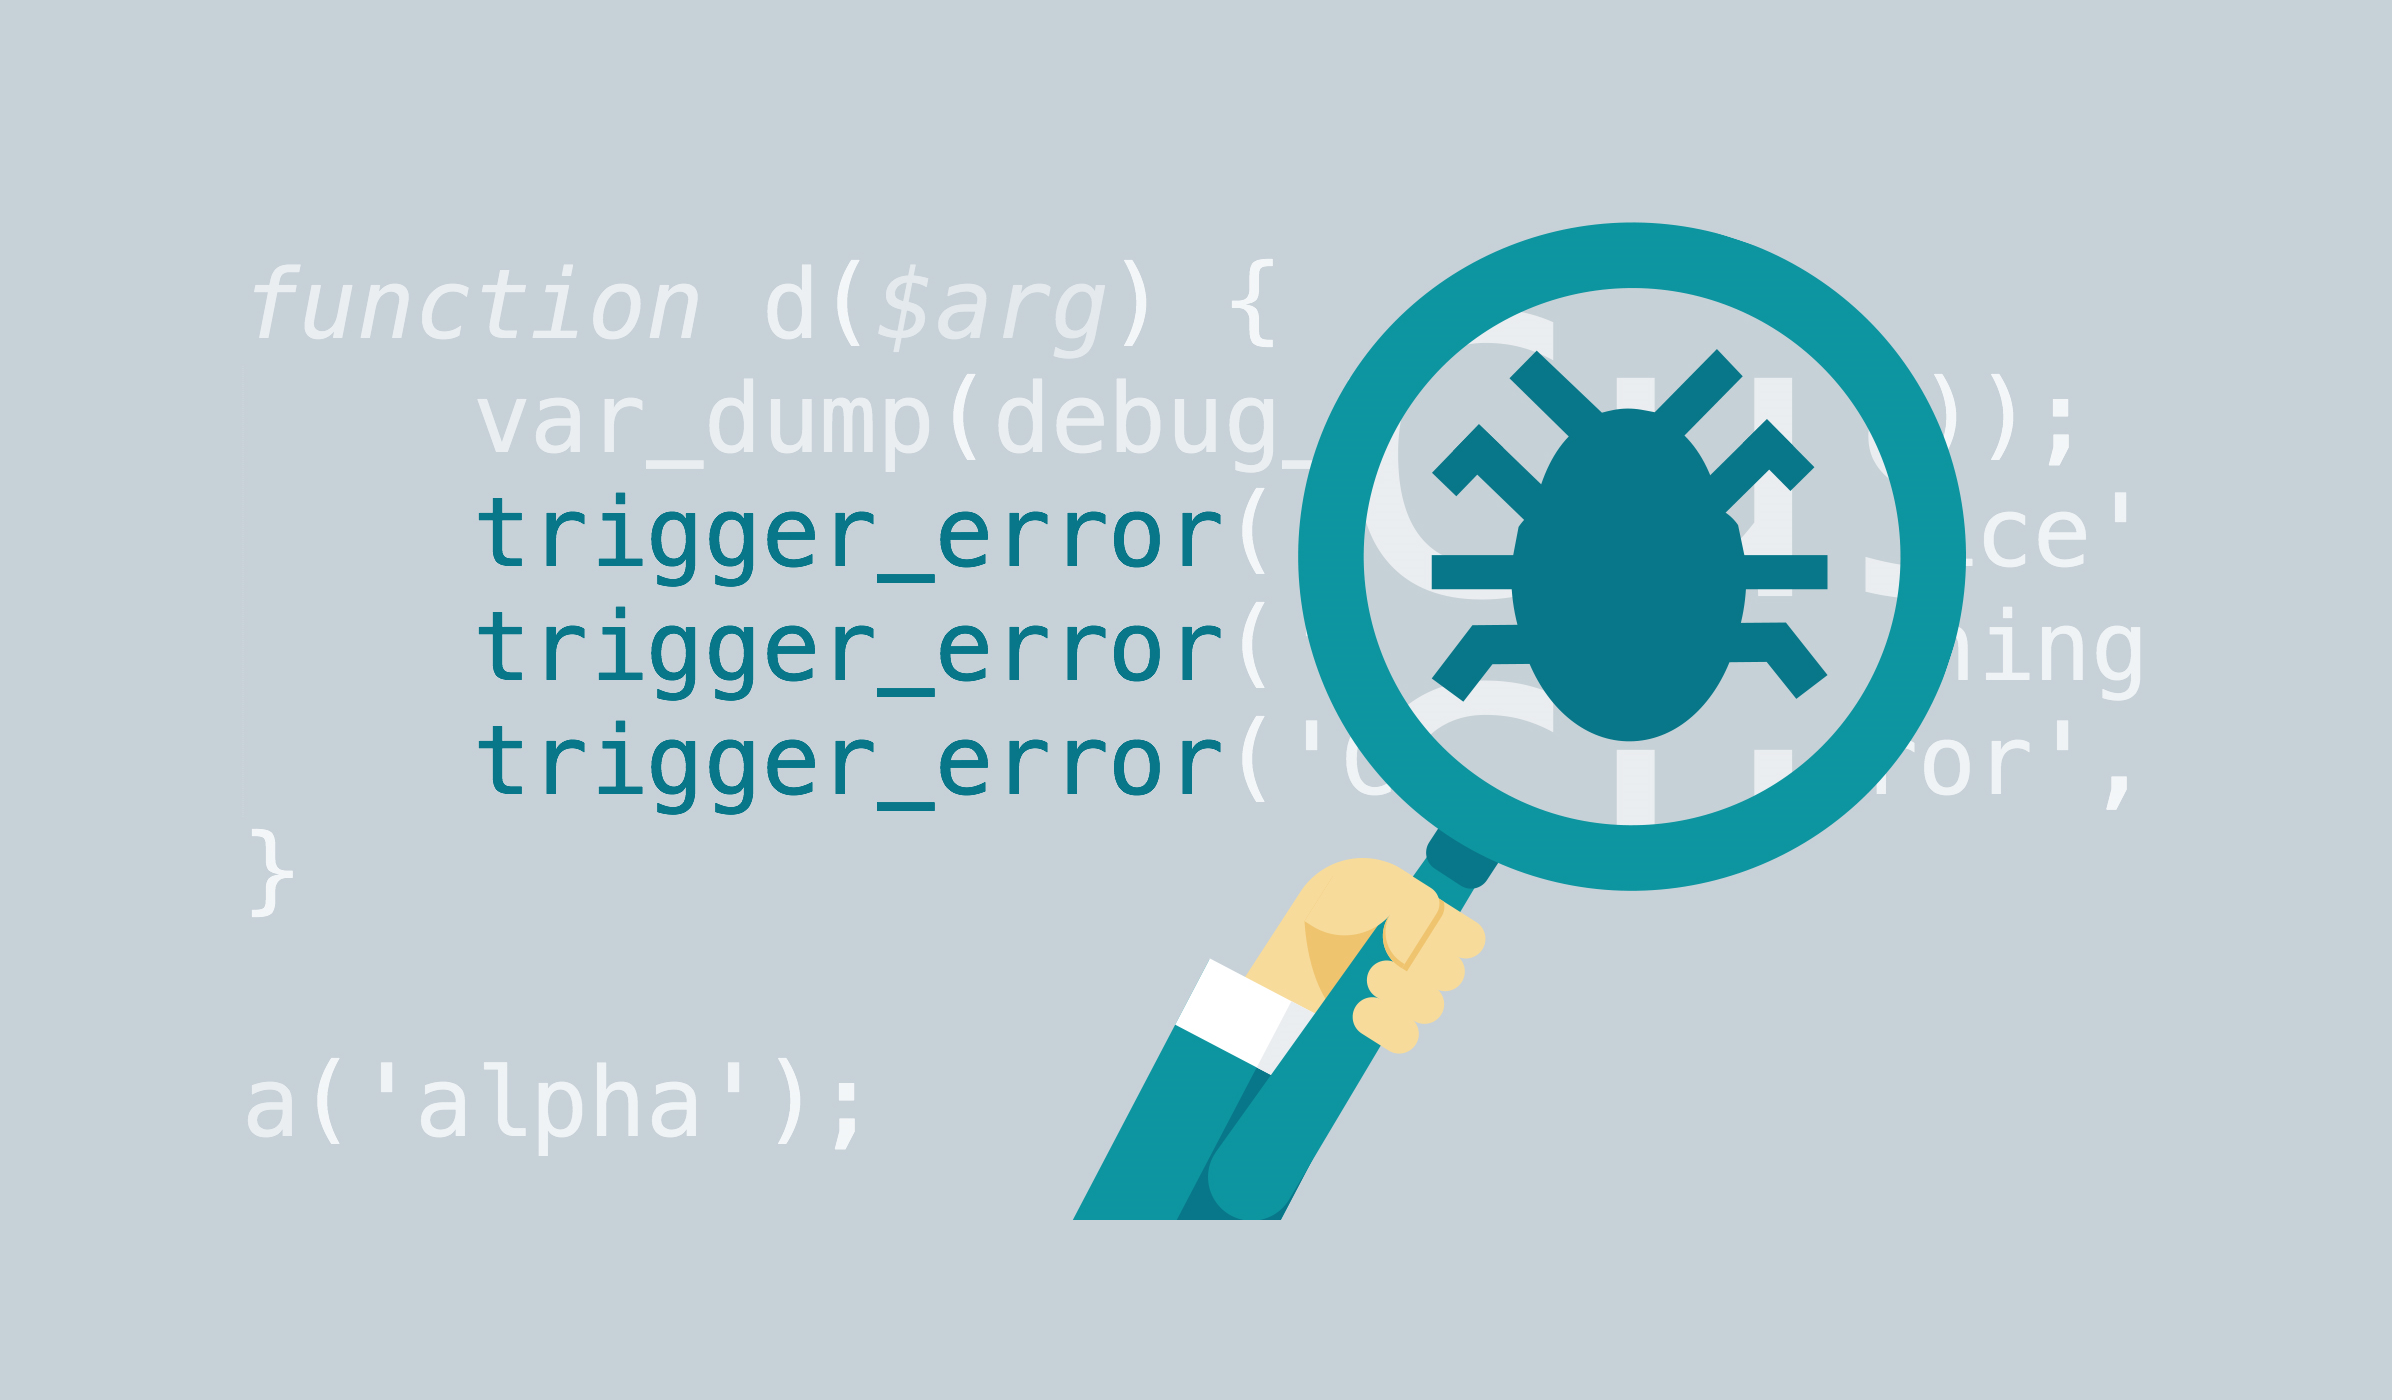 function d($arg) {
var_dump(debug_ ));
trigger_error( ce'
trigger_error( ning
trigger_error(' ror',
}
a('alpha');